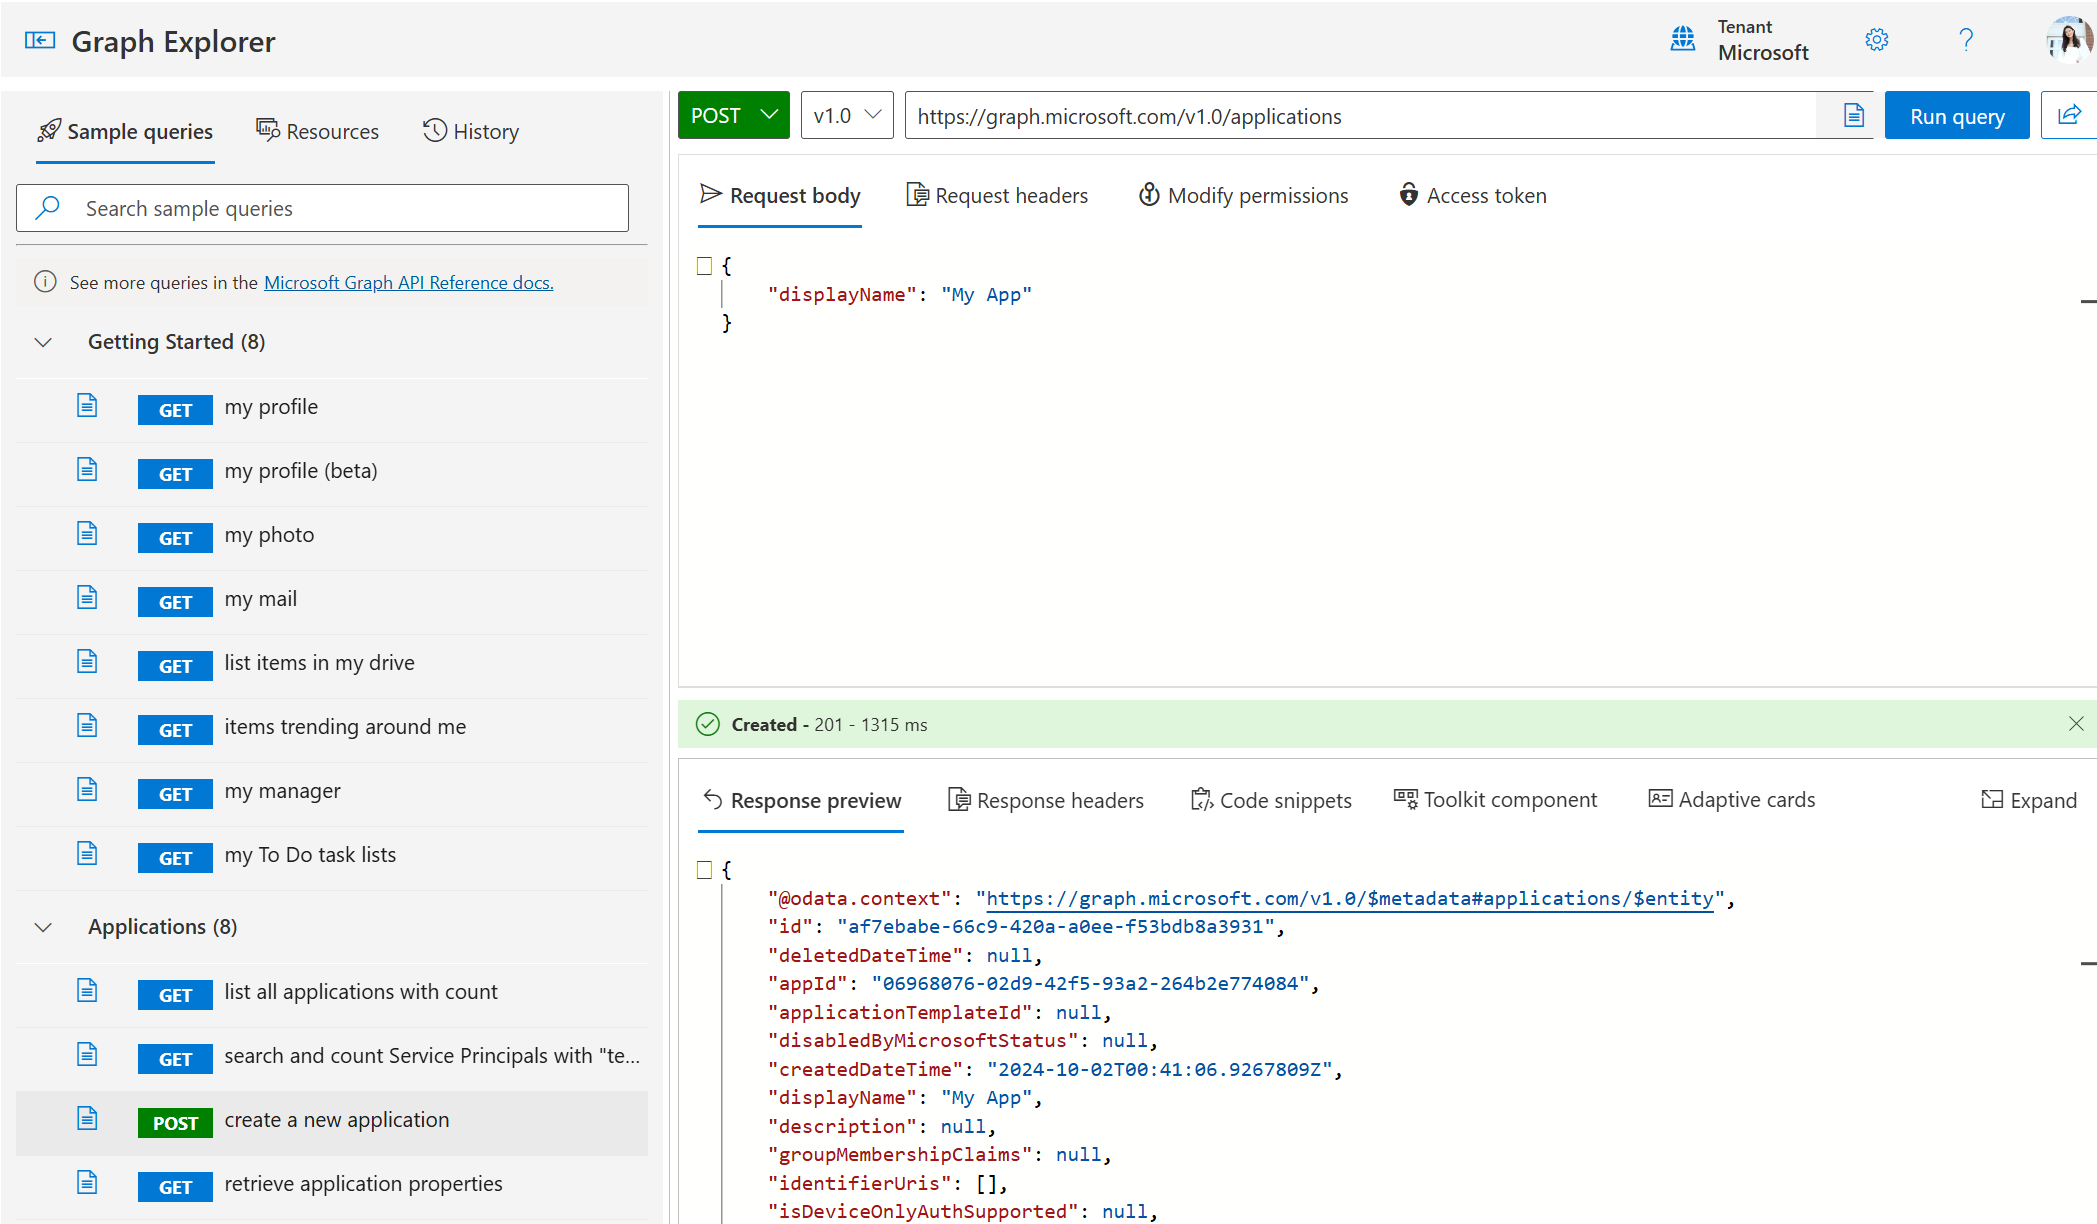 Graph Explorer
Tenant
Microsoft
Sample queries
Resources
History
Search sample queries
See more queries in the Microsoft Graph API Reference docs.
Getting Started (8)
GET my profile
GET my profile (beta)
GET my photo
GET my mail
GET list items in my drive
GET items trending around me
GET my manager
GET my To Do task lists
Applications (8)
GET list all applications with count
GET search and count Service Principals with "te...
POST create a new application
GET retrieve application properties
POST
v1.0
https://graph.microsoft.com/v1.0/applications
Run query
Request body
Request headers
Modify permissions
Access token
{
"displayName": "My App"
}
Created - 201 - 1315 ms
Response preview
Response headers
Code snippets
Toolkit component
Adaptive cards
Expand
{
"@odata.context": "https://graph.microsoft.com/v1.0/$metadata#applications/$entity",
"id": "af7ebabe-66c9-420a-a0ee-f53bdb8a3931",
"deletedDateTime": null,
"appId": "06968076-02d9-42f5-93a2-264b2e774084",
"applicationTemplateId": null,
"disabledByMicrosoftStatus": null,
"createdDateTime": "2024-10-02T00:41:06.9267809Z",
"displayName": "My App",
"description": null,
"groupMembershipClaims": null,
"identifierUris": [],
"isDeviceOnlyAuthSupported": null,